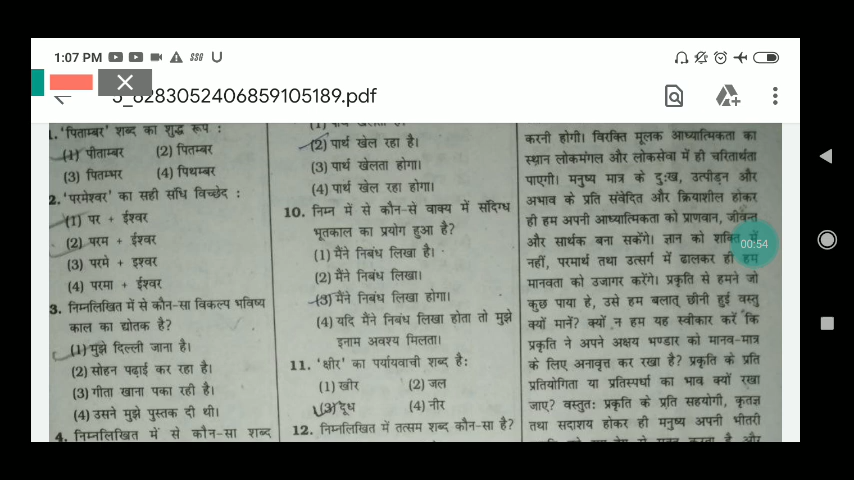 1:07 PM
SSG
5_6283052406859105189.pdf
1. 'पिताम्बर' शब्द का शुद्ध रूप :
(1) पीताम्बर (2) पितम्बर
(3) पितम्भर (4) पिथम्बर
2. 'परमेश्वर' का सही संधि विच्छेद :
(1) पर + ईश्वर
(2) परम + ईश्वर
(3) परमे + इश्वर
(4) परमा + ईश्वर
3. निम्नलिखित में से कौन-सा विकल्प भविष्य
काल का द्योतक है?
(1) मुझे दिल्ली जाना है।
(2) सोहन पढ़ाई कर रहा है।
(3) गीता खाना पका रही है।
(4) उसने मुझे पुस्तक दी थी।
4. निम्नलिखित में से कौन-सा शब्द
(2) पार्थ खेल रहा है।
(3) पार्थ खेलता होगा।
(4) पार्थ खेल रहा होगा।
10. निम्न में से कौन-से वाक्य में संदिग्ध
भूतकाल का प्रयोग हुआ है?
(1) मैंने निबंध लिखा है।
(2) मैंने निबंध लिखा।
(3) मैंने निबंध लिखा होगा।
(4) यदि मैंने निबंध लिखा होता तो मुझे
इनाम अवश्य मिलता।
11. 'क्षीर' का पर्यायवाची शब्द है:
(1) खीर (2) जल
(3) दूध (4) नीर
12. निम्नलिखित में तत्सम शब्द कौन-सा है?
करनी होगी। विरक्ति मूलक आध्यात्मिकता का
स्थान लोकमंगल और लोकसेवा में ही चरितार्थता
पाएगी। मनुष्य मात्र के दुःख, उत्पीड़न और
अभाव के प्रति संवेदित और क्रियाशील होकर
ही हम अपनी आध्यात्मिकता को प्राणवान, जीवन्त
और सार्थक बना सकेंगे। ज्ञान को शक्ति में
00:54
नहीं, परमार्थ तथा उत्सर्ग में ढालकर ही हम
मानवता को उजागर करेंगे। प्रकृति से हमने जो
कुछ पाया है, उसे हम बलात् छीनी हुई वस्तु
क्यों मानें? क्यों न हम यह स्वीकार करें कि
प्रकृति ने अपने अक्षय भण्डार को मानव-मात्र
के लिए अनावृत्त कर रखा है? प्रकृति के प्रति
प्रतियोगिता या प्रतिस्पर्धा का भाव क्यों रखा
जाए? वस्तुतः प्रकृति के प्रति सहयोगी, कृतज्ञ
तथा सदाशय होकर ही मनुष्य अपनी भीतरी